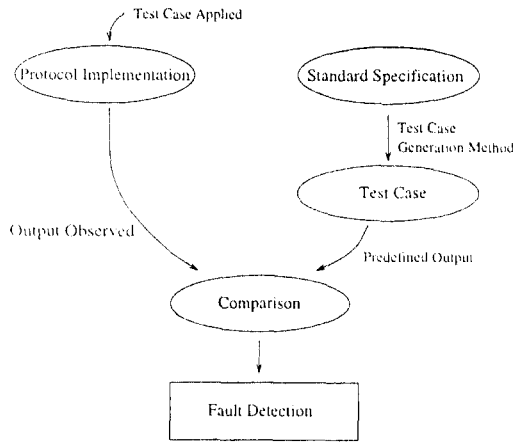 Test Case Applied
Protocol Implementation
Standard Specification
Test Case
Generation Method
Test Case
Output Observed
Predefined Output
Comparison
Fault Detection